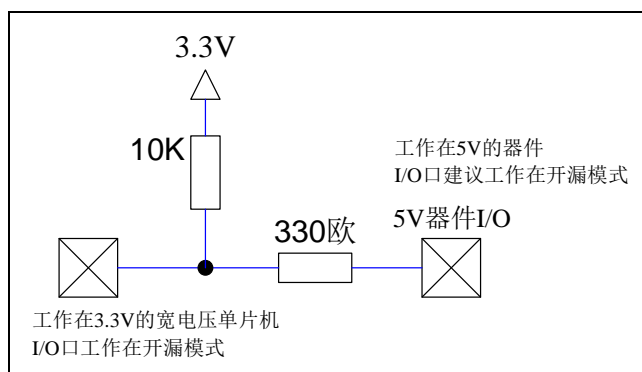 3.3V
10K
工作在5V的器件
I/O口建议工作在开漏模式
330欧
5V器件I/O
工作在3.3V的宽电压单片机
I/O口工作在开漏模式